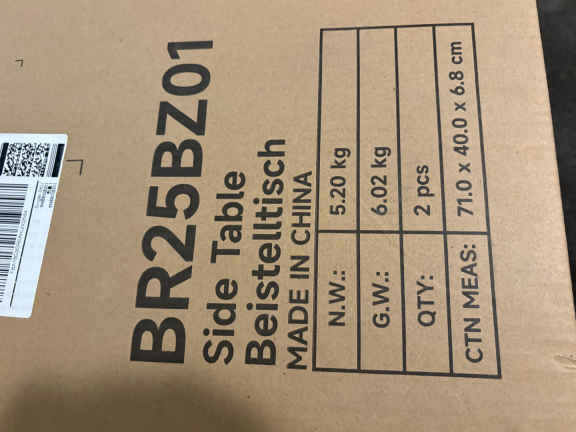 BR25BZ01
Side Table
Beistelltisch
MADE IN CHINA
N.W.: 5.20 kg
G.W.: 6.02 kg
QTY: 2 pcs
CTN MEAS: 71.0 x 40.0 x 6.8 cm